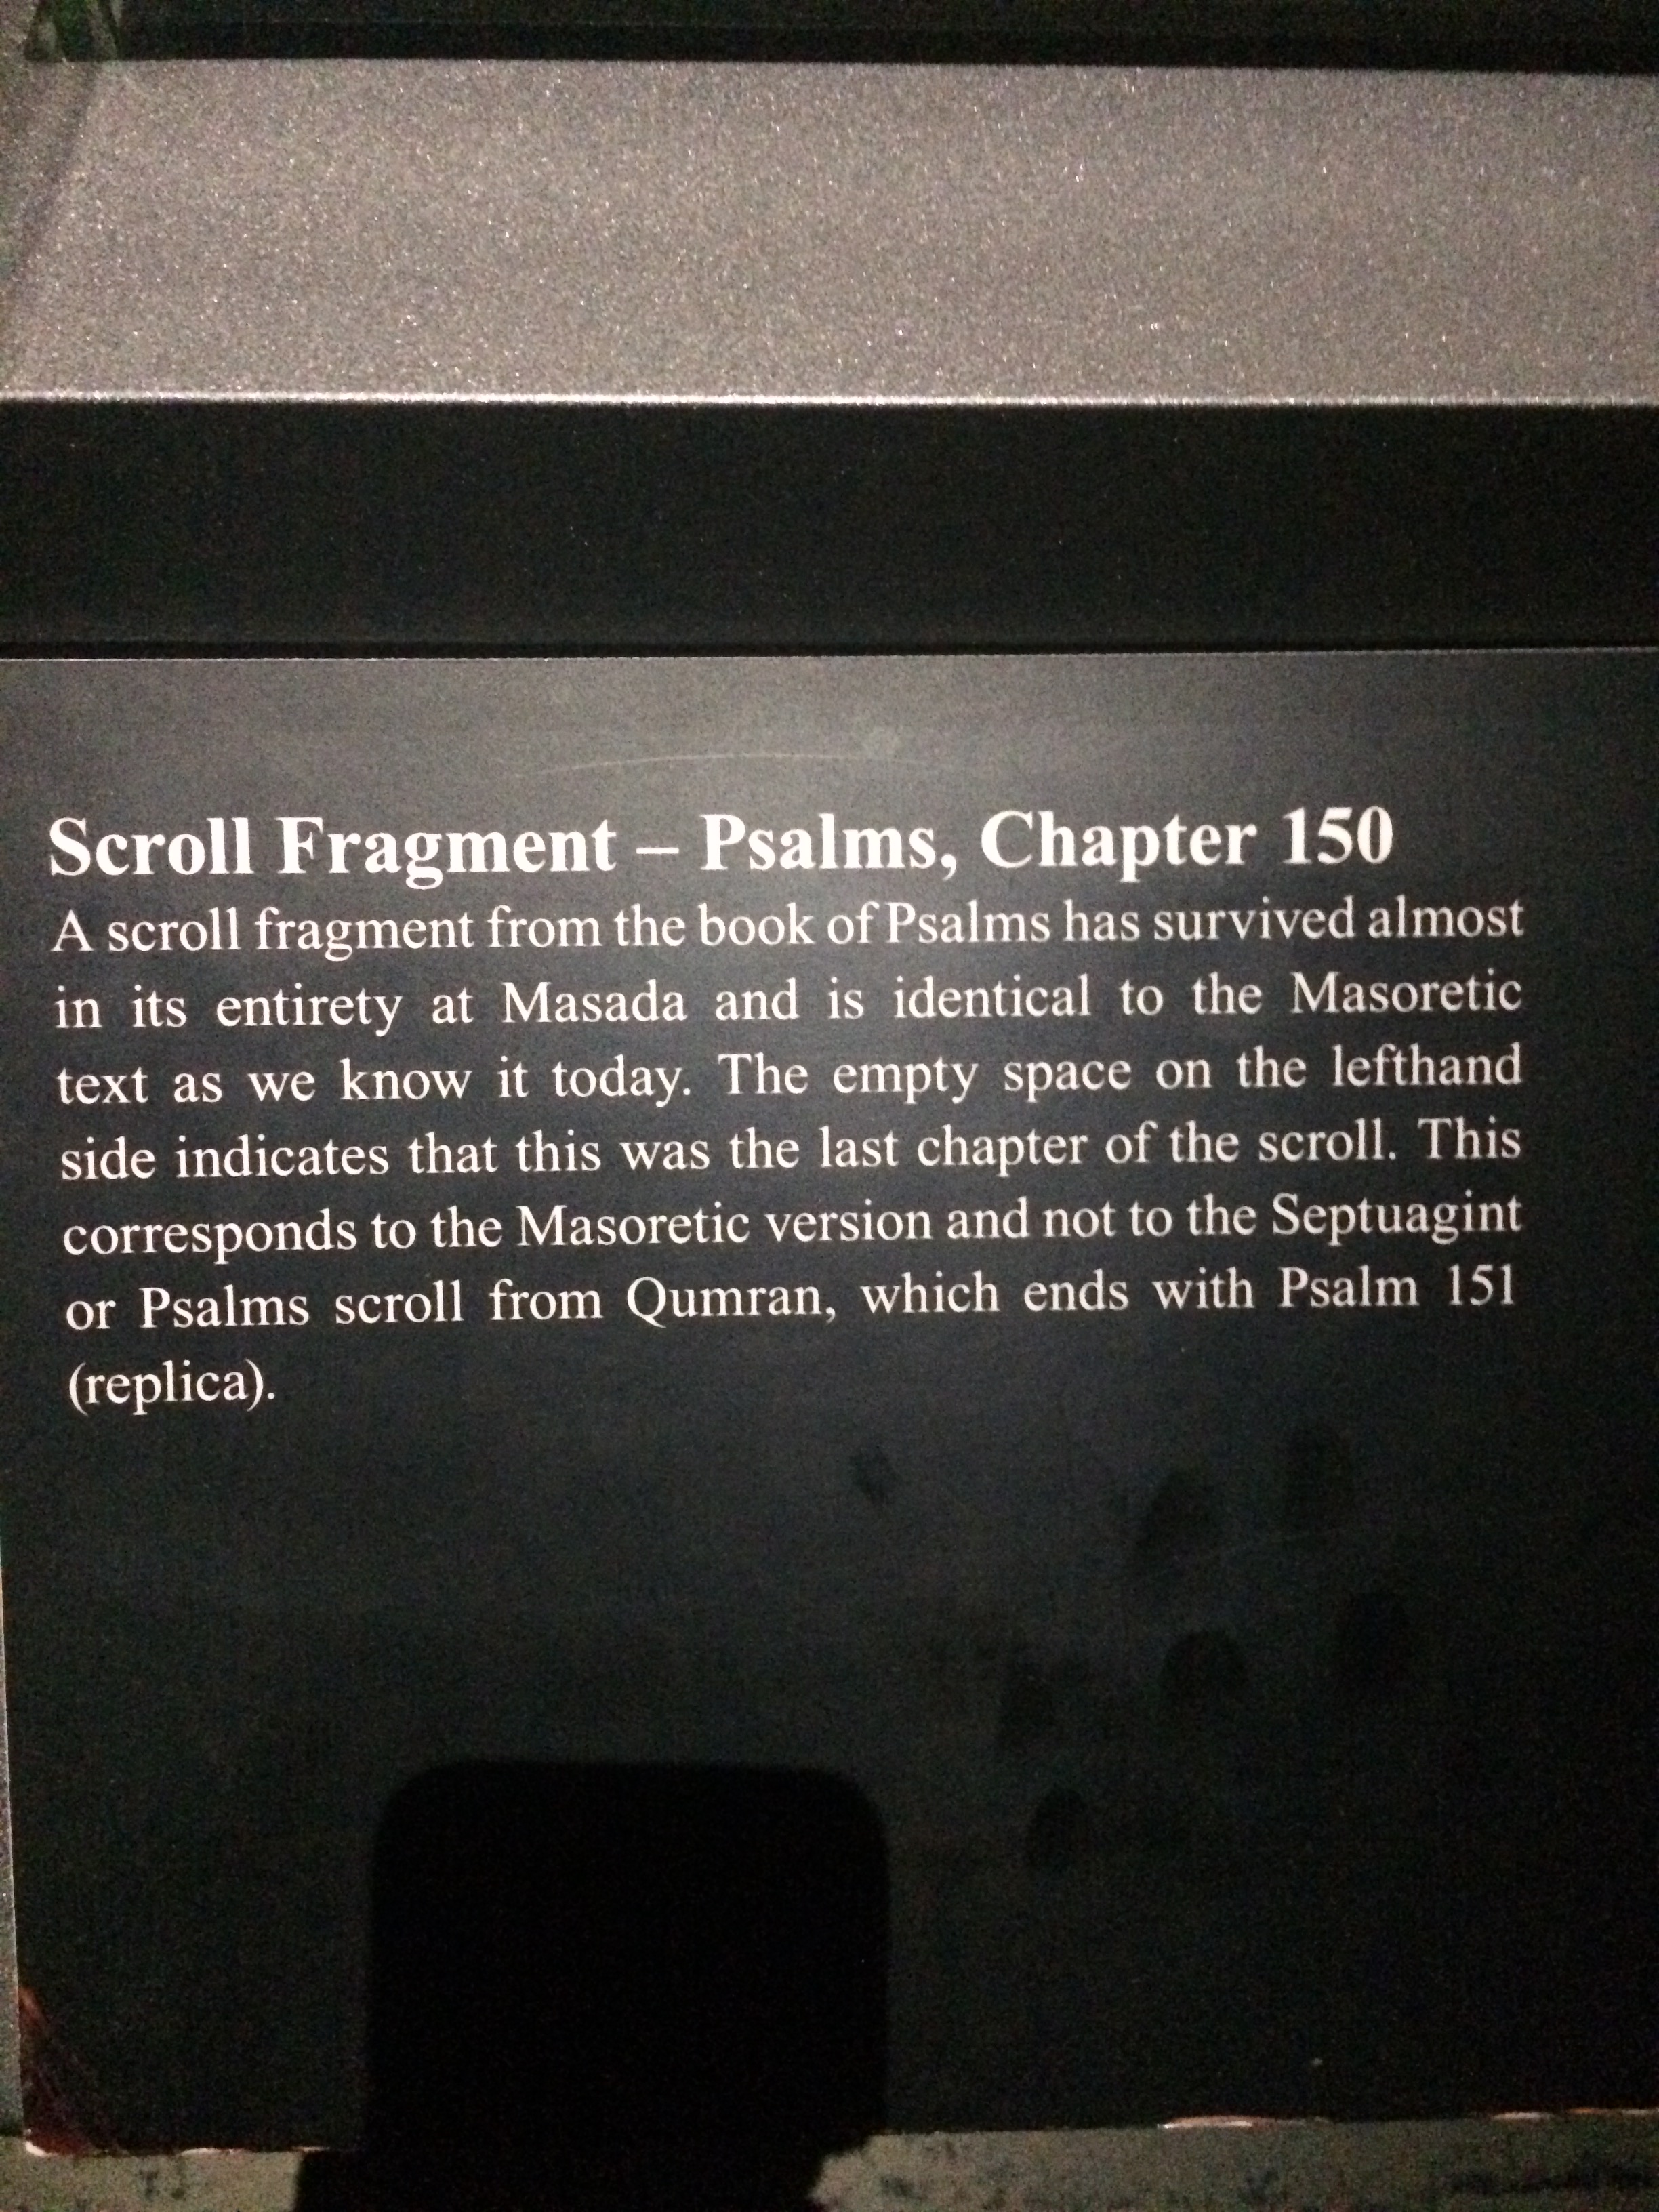 Scroll Fragment – Psalms, Chapter 150
A scroll fragment from the book of Psalms has survived almost
in its entirety at Masada and is identical to the Masoretic
text as we know it today. The empty space on the lefthand
side indicates that this was the last chapter of the scroll. This
corresponds to the Masoretic version and not to the Septuagint
or Psalms scroll from Qumran, which ends with Psalm 151
(replica).